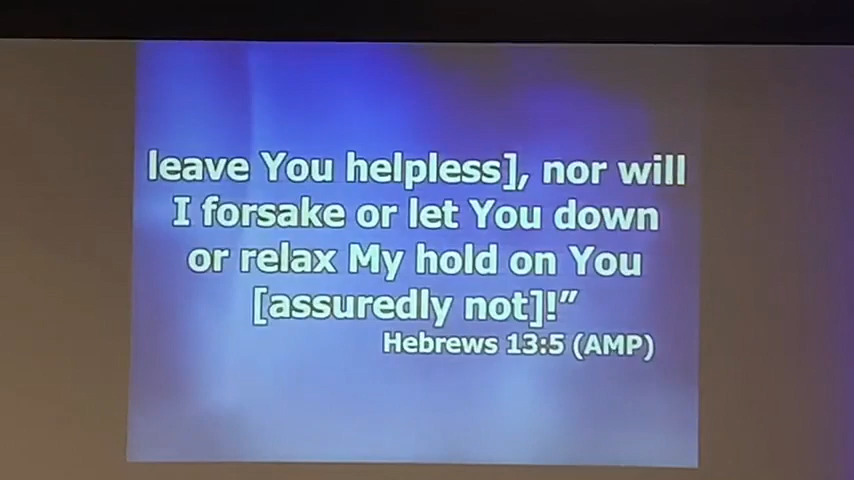 leave You helpless], nor will
I forsake or let You down
or relax My hold on You
[assuredly not]!”
Hebrews 13:5 (AMP)